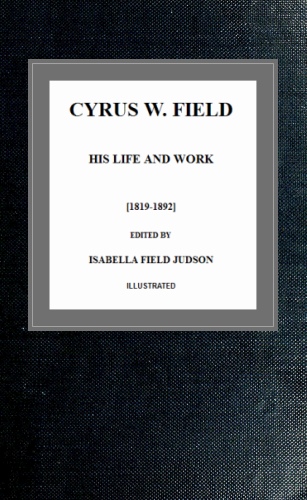 CYRUS W. FIELD
HIS LIFE AND WORK
[1819-1892]
EDITED BY
ISABELLA FIELD JUDSON
ILLUSTRATED